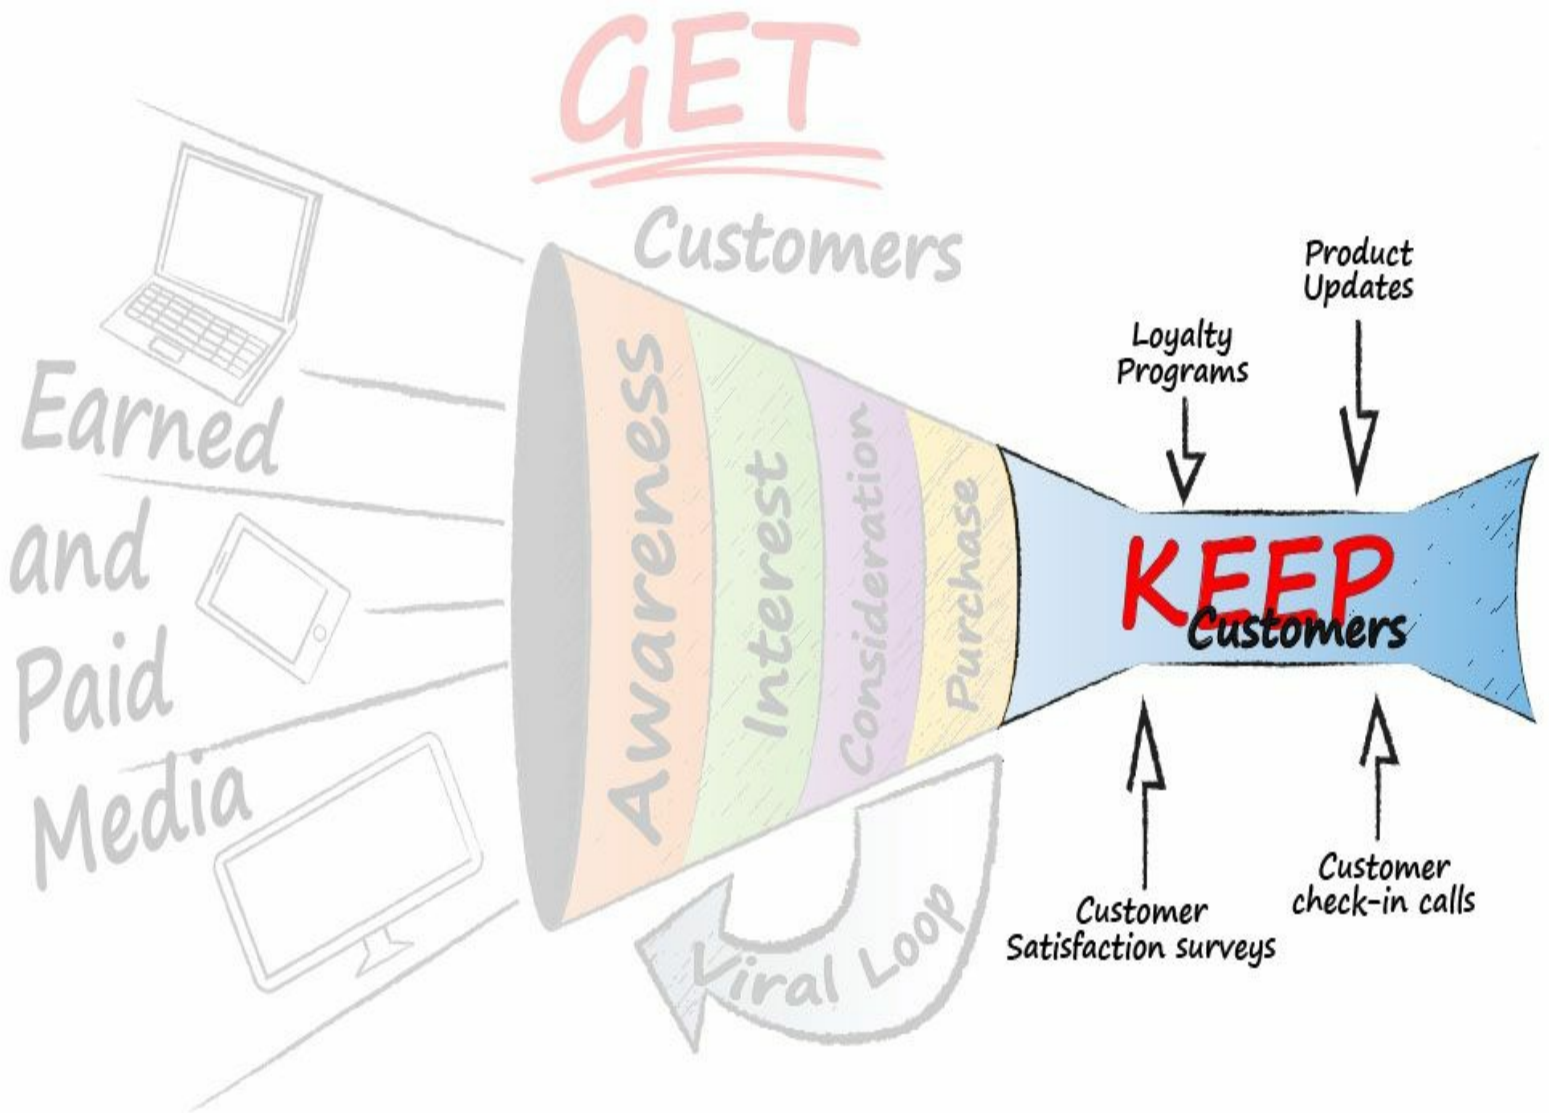 GET
Customers
Earned
and
Paid
Media
Awareness
Interest
Consideration
Purchase
Viral Loop
Product
Updates
Loyalty
Programs
KEEP
Customers
Customer
Satisfaction surveys
Customer
check-in calls